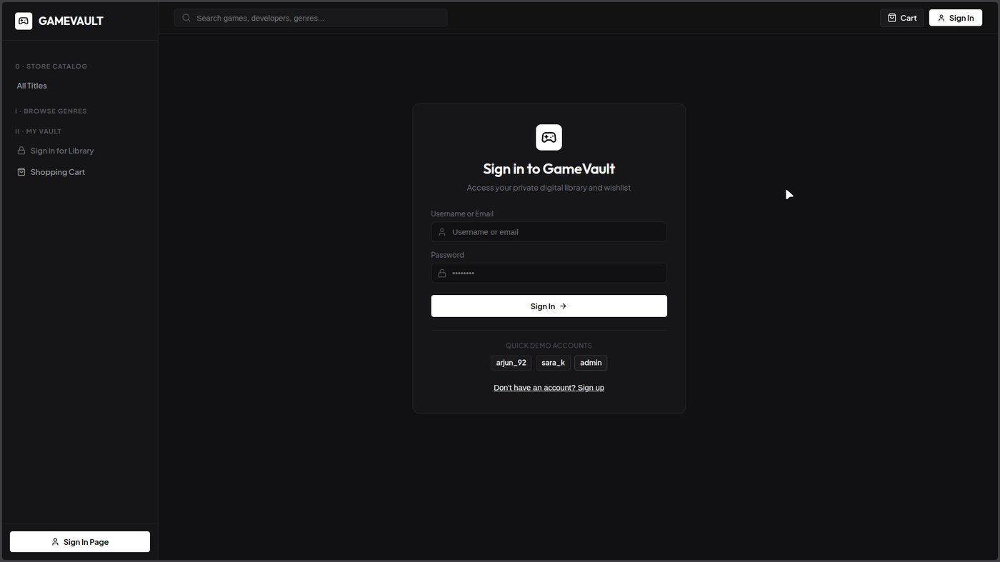 GAMEVAULT
Search games, developers, genres...
Cart
Sign In
0 · STORE CATALOG
All Titles
I · BROWSE GENRES
II · MY VAULT
Sign in for Library
Shopping Cart
Sign in to GameVault
Access your private digital library and wishlist
Username or Email
Username or email
Password
••••••••
Sign In →
QUICK DEMO ACCOUNTS
arjun_92 sara_k admin
Don't have an account? Sign up
Sign In Page